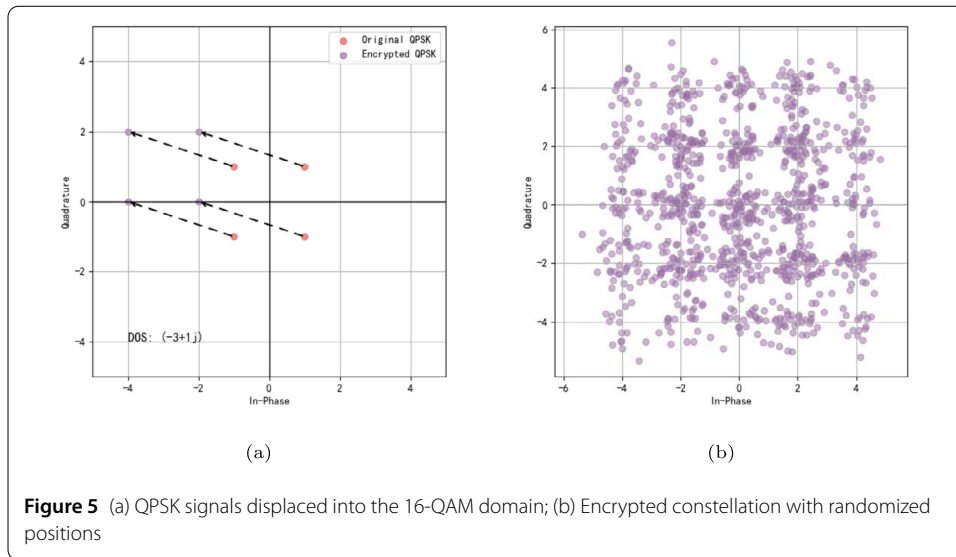 Original QPSK
Encrypted QPSK
4
2
0
-2
-4
Quadrature
DOS: (-3+1j)
-4
-2
0
2
4
In-Phase
(a)
6
4
2
0
-2
-4
Quadrature
-6
-4
-2
0
2
4
In-Phase
(b)
Figure 5 (a) QPSK signals displaced into the 16-QAM domain; (b) Encrypted constellation with randomized
positions